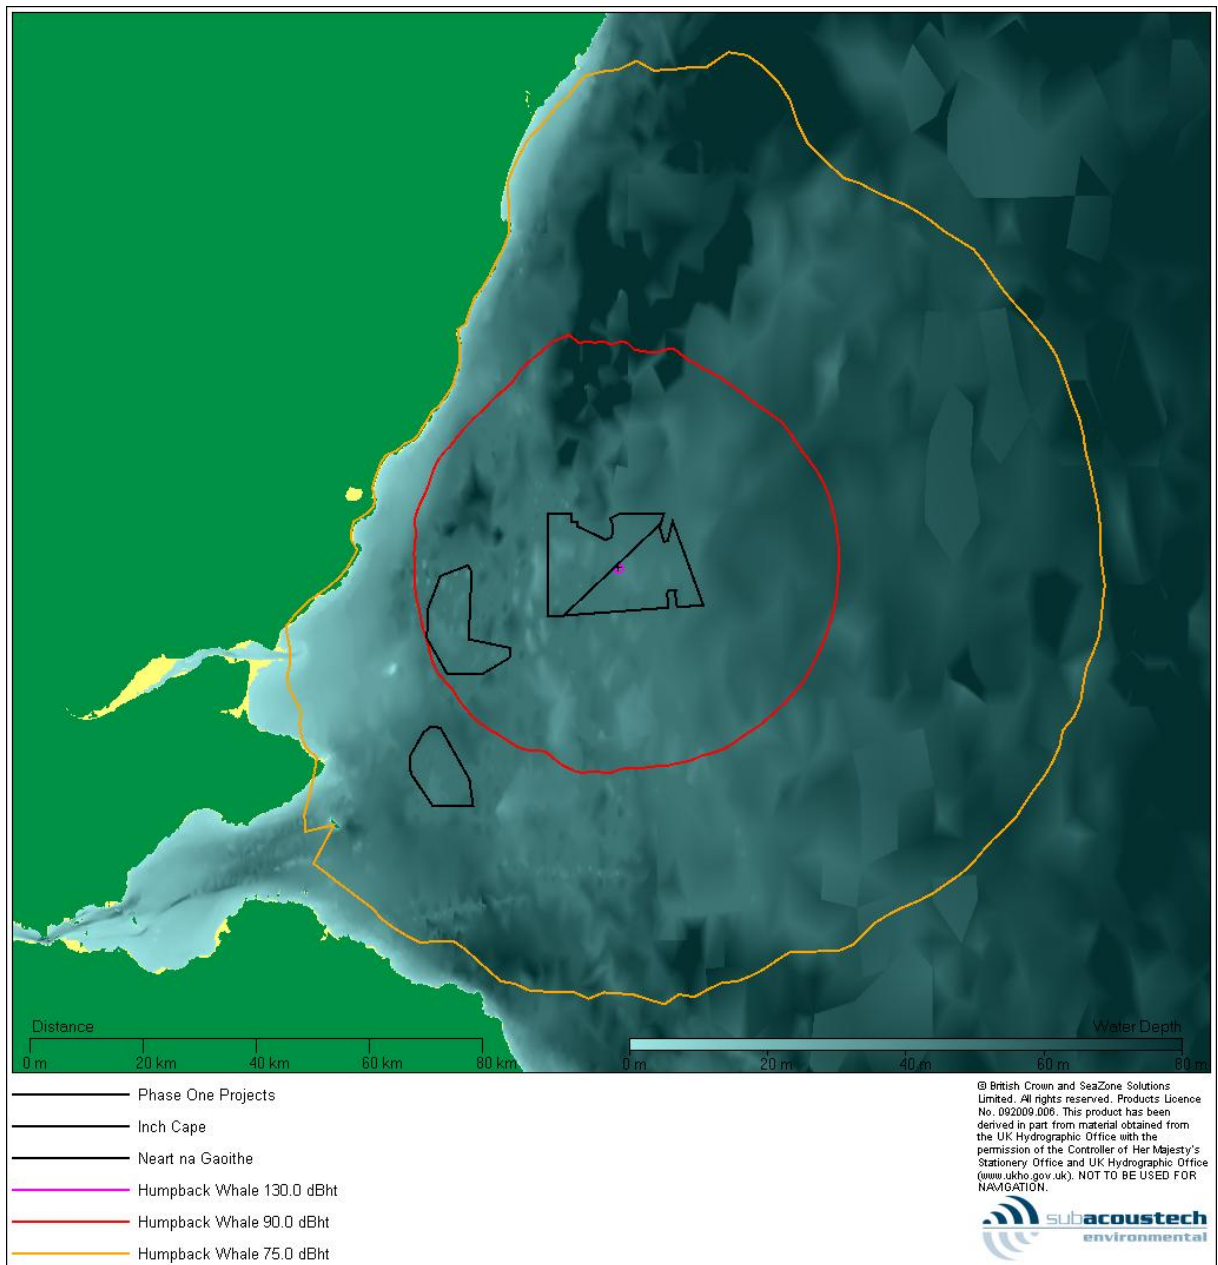 Distance
0 m 20 km 40 km 60 km 80 km
Water Depth
0 m 20 m 40 m 60 m 80 m
Phase One Projects
Inch Cape
Neart na Gaoithe
Humpback Whale 130.0 dBht
Humpback Whale 90.0 dBht
Humpback Whale 75.0 dBht
© British Crown and SeaZone Solutions
Limited. All rights reserved. Products Licence
No. 092009.006. This product has been
derived in part from material obtained from
the UK Hydrographic Office with the
permission of the Controller of Her Majesty's
Stationery Office and UK Hydrographic Office
(www.ukho.gov.uk). NOT TO BE USED FOR
NAVIGATION.
subacoustech
environmental